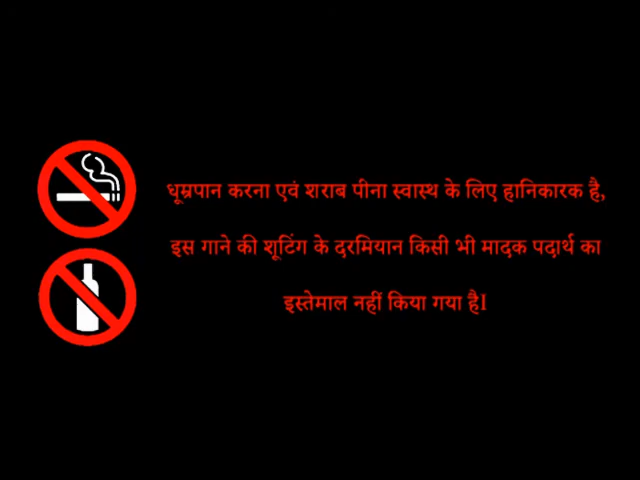 धूम्रपान करना एवं शराब पीना स्वास्थ के लिए हानिकारक है,
इस गाने की शूटिंग के दरमियान किसी भी मादक पदार्थ का
इस्तेमाल नहीं किया गया है।